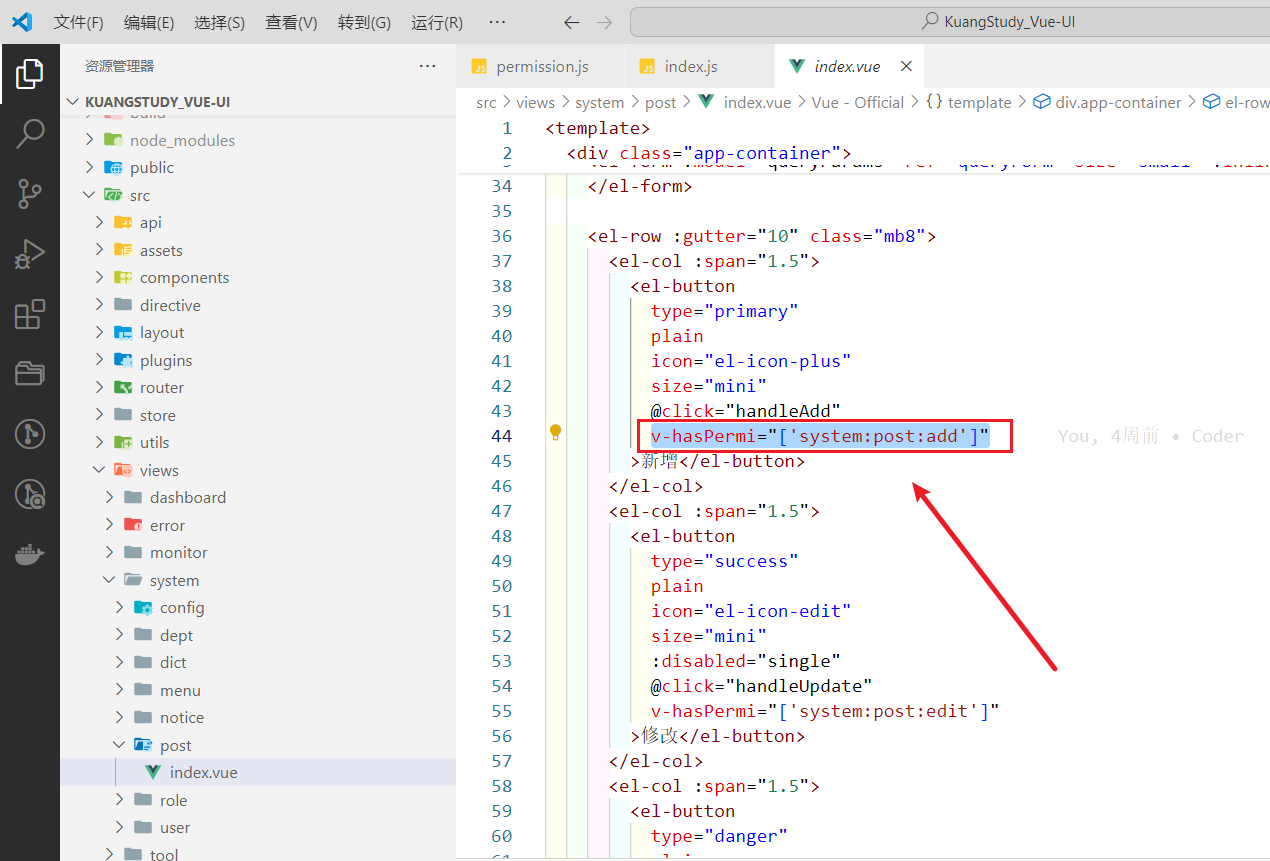 文件(F) 编辑(E) 选择(S) 查看(V) 转到(G) 运行(R) ··· KuangStudy_Vue-UI
资源管理器 ···
KUANGSTUDY_VUE-UI
build
node_modules
public
src
api
assets
components
directive
layout
plugins
router
store
utils
views
dashboard
error
monitor
system
config
dept
dict
menu
notice
post
index.vue
role
user
tool
permission.js index.js index.vue
src > views > system > post > index.vue > Vue - Official > {} template > div.app-container > el-row
1 <template>
2 <div class="app-container">
34 </el-form>
35
36 <el-row :gutter="10" class="mb8">
37 <el-col :span="1.5">
38 <el-button
39 type="primary"
40 plain
41 icon="el-icon-plus"
42 size="mini"
43 @click="handleAdd"
44 v-hasPermi="['system:post:add']" You, 4周前 • Coder
45 >新增</el-button>
46 </el-col>
47 <el-col :span="1.5">
48 <el-button
49 type="success"
50 plain
51 icon="el-icon-edit"
52 size="mini"
53 :disabled="single"
54 @click="handleUpdate"
55 v-hasPermi="['system:post:edit']"
56 >修改</el-button>
57 </el-col>
58 <el-col :span="1.5">
59 <el-button
60 type="danger"